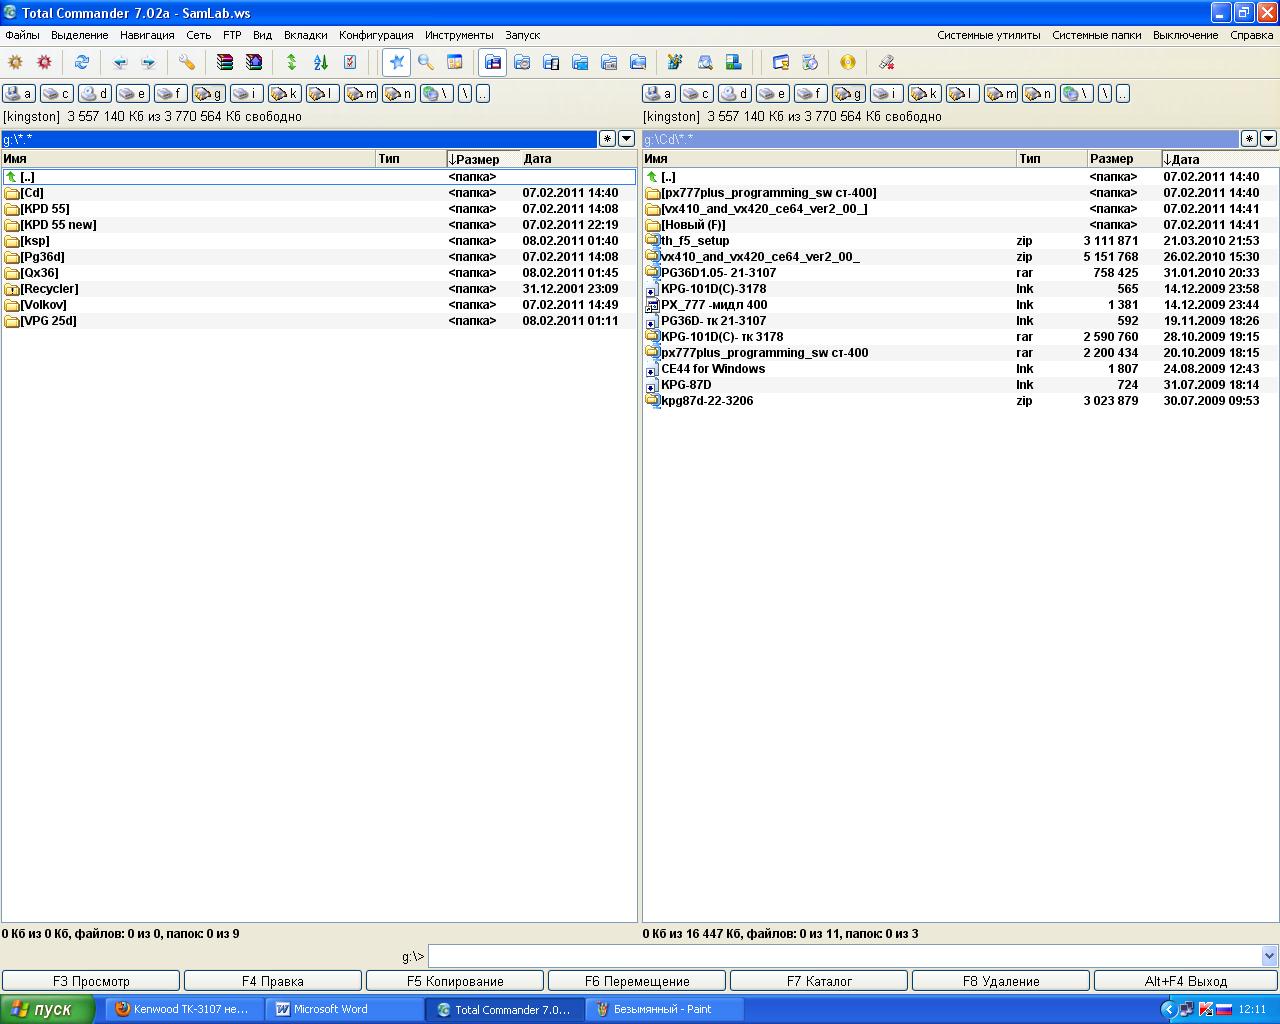 Total Commander 7.02a - SamLab.ws
Файлы Выделение Навигация Сеть FTP Вид Вкладки Конфигурация Инструменты Запуск Системные утилиты Системные папки Выключение Справка
a c d e f g i k l m n \ \ ..
a c d e f g i k l m n \ \ ..
[kingston] 3 557 140 Кб из 3 770 564 Кб свободно
[kingston] 3 557 140 Кб из 3 770 564 Кб свободно
g:\*.*
Имя Тип ↓Размер Дата
[..] <папка>
[Cd] <папка> 07.02.2011 14:40
[KPD 55] <папка> 07.02.2011 14:08
[KPD 55 new] <папка> 07.02.2011 22:19
[ksp] <папка> 08.02.2011 01:40
[Pg36d] <папка> 07.02.2011 14:08
[Qx36] <папка> 08.02.2011 01:45
[Recycler] <папка> 31.12.2001 23:09
[Volkov] <папка> 07.02.2011 14:49
[VPG 25d] <папка> 08.02.2011 01:11
0 Кб из 0 Кб, файлов: 0 из 0, папок: 0 из 9
g:\Cd\*.*
Имя Тип Размер ↓Дата
[..] <папка> 07.02.2011 14:40
[px777plus_programming_sw ст-400] <папка> 07.02.2011 14:40
[vx410_and_vx420_ce64_ver2_00_] <папка> 07.02.2011 14:41
[Новый (F)] <папка> 07.02.2011 14:41
th_f5_setup zip 3 111 871 21.03.2010 21:53
vx410_and_vx420_ce64_ver2_00_ zip 5 151 768 26.02.2010 15:30
PG36D1.05- 21-3107 rar 758 425 31.01.2010 20:33
KPG-101D(C)-3178 lnk 565 14.12.2009 23:58
PX_777 -мидл 400 lnk 1 381 14.12.2009 23:44
PG36D- тк 21-3107 lnk 592 19.11.2009 18:26
KPG-101D(C)- тк 3178 rar 2 590 760 28.10.2009 19:15
px777plus_programming_sw ст-400 rar 2 200 434 20.10.2009 18:15
CE44 for Windows lnk 1 807 24.08.2009 12:43
KPG-87D lnk 724 31.07.2009 18:14
kpg87d-22-3206 zip 3 023 879 30.07.2009 09:53
0 Кб из 16 447 Кб, файлов: 0 из 11, папок: 0 из 3
g:\>
F3 Просмотр F4 Правка F5 Копирование F6 Перемещение F7 Каталог F8 Удаление Alt+F4 Выход
пуск Kenwood TK-3107 не... Microsoft Word Total Commander 7.0... Безымянный - Paint 12:11